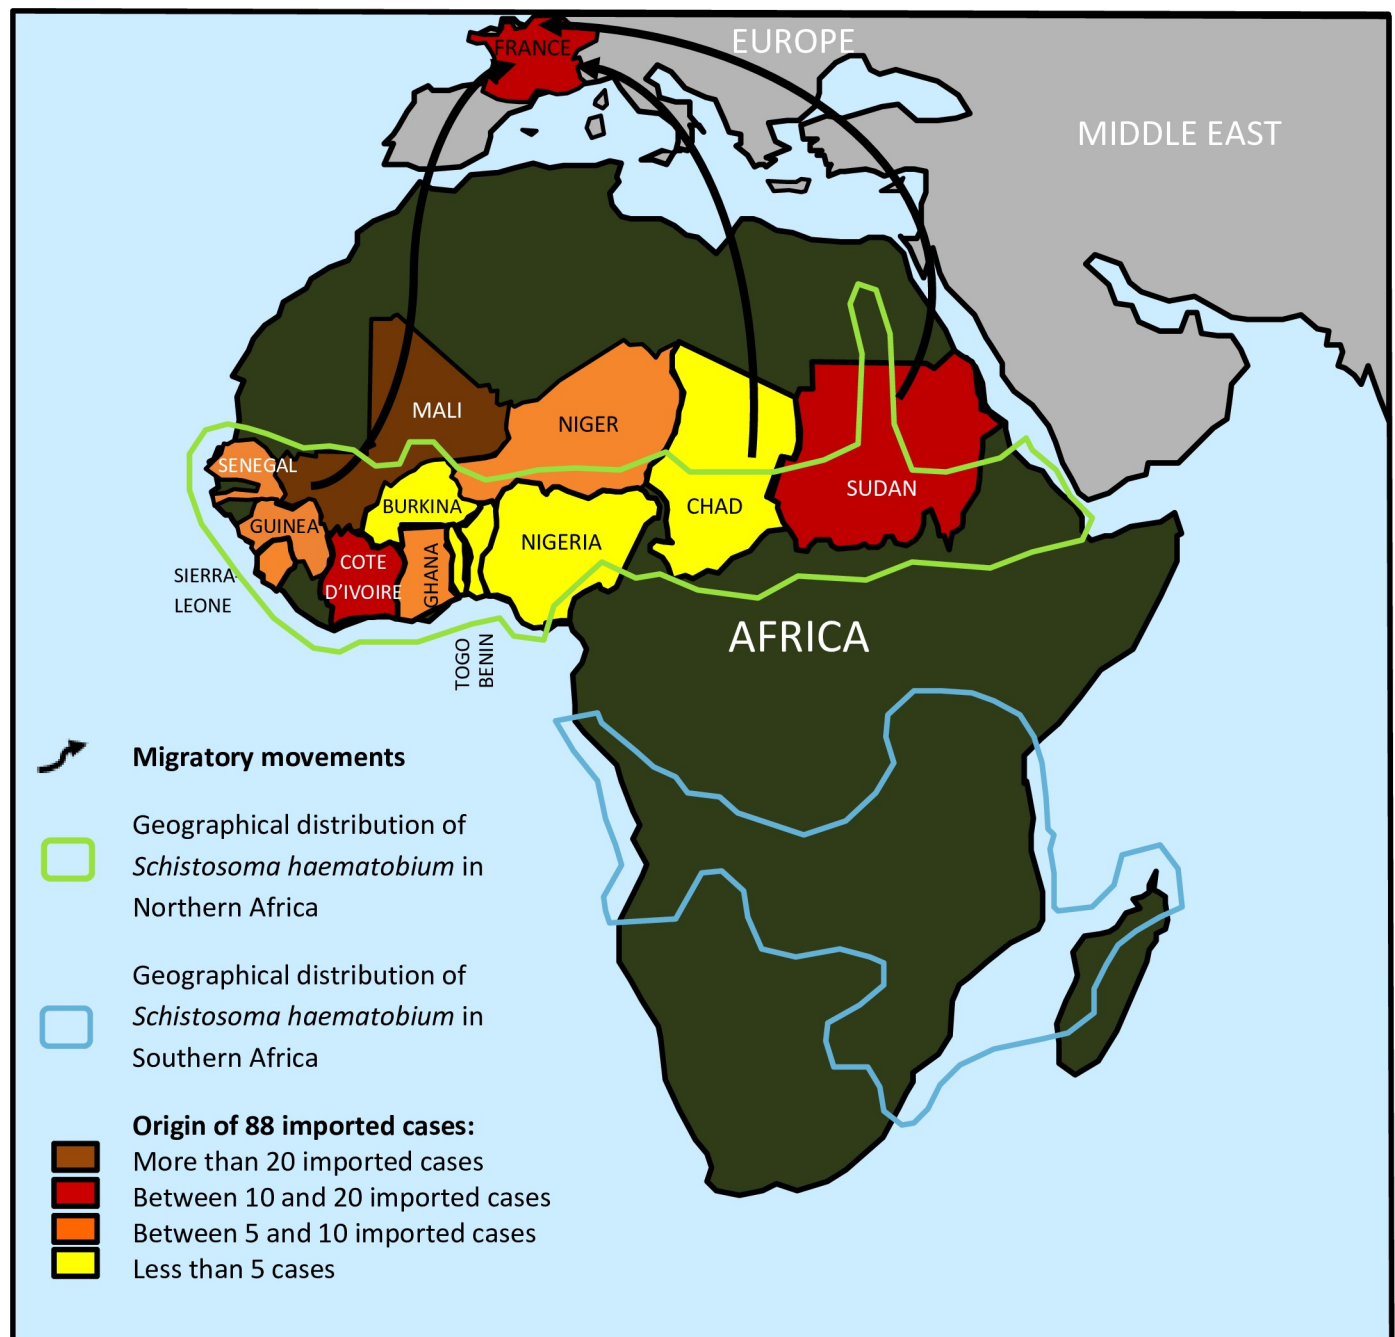 FRANCE
EUROPE
MIDDLE EAST
MALI
NIGER
SENEGAL
BURKINA
CHAD
SUDAN
GUINEA
NIGERIA
COTE
D'IVOIRE
GHANA
SIERRA-
LEONE
TOGO
BENIN
AFRICA
Migratory movements
Geographical distribution of
Schistosoma haematobium in
Northern Africa
Geographical distribution of
Schistosoma haematobium in
Southern Africa
Origin of 88 imported cases:
More than 20 imported cases
Between 10 and 20 imported cases
Between 5 and 10 imported cases
Less than 5 cases